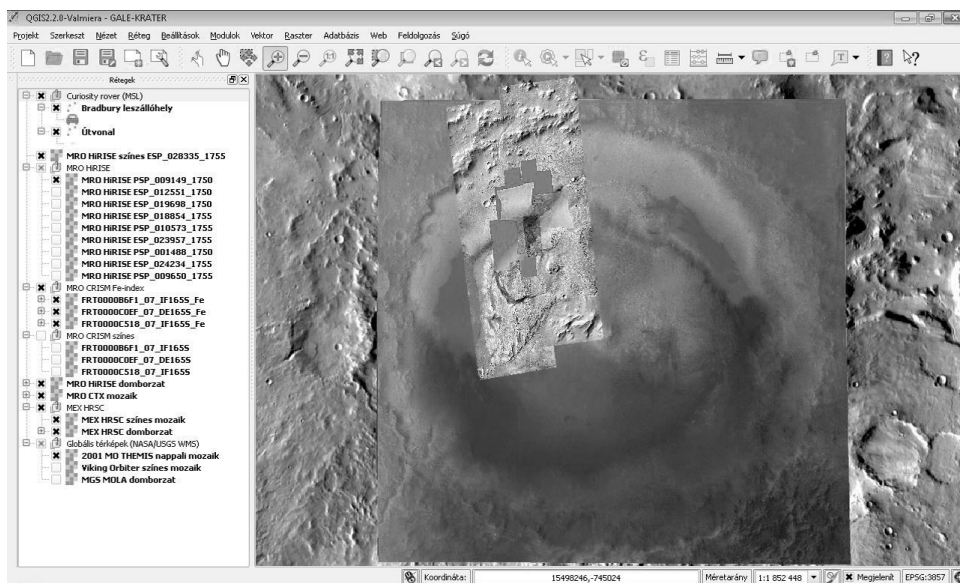 QGIS2.2.0-Valmiera - GALE-KRATER
Projekt Szerkeszt Nézet Réteg Beállítások Modulok Vektor Raszter Adatbázis Web Feldolgozás Súgó
Rétegek
Curiosity rover (MSL)
Bradbury leszállóhely
Útvonal
MRO HiRISE színes ESP_028335_1755
MRO HiRISE
MRO HiRISE PSP_009149_1750
MRO HiRISE ESP_012551_1750
MRO HiRISE ESP_019698_1750
MRO HiRISE ESP_018854_1755
MRO HiRISE PSP_010573_1755
MRO HiRISE ESP_023957_1755
MRO HiRISE PSP_001488_1750
MRO HiRISE ESP_024234_1755
MRO HiRISE PSP_009650_1755
MRO CRISM Fe-index
FRT0000B6F1_07_IF165S_Fe
FRT0000C0EF_07_DE165S_Fe
FRT0000C518_07_IF165S_Fe
MRO CRISM színes
FRT0000B6F1_07_IF165S
FRT0000C0EF_07_DE165S
FRT0000C518_07_IF165S
MRO HiRISE domborzat
MRO CTX mozaik
MEX HRSC
MEX HRSC színes mozaik
MEX HRSC domborzat
Globális térképek (NASA/USGS WMS)
2001 MO THEMIS nappali mozaik
Viking Orbiter színes mozaik
MGS MOLA domborzat
Koordináta: 15498246,-745024 Méretarány 1:1 852 448 Megjelenít EPSG:3857